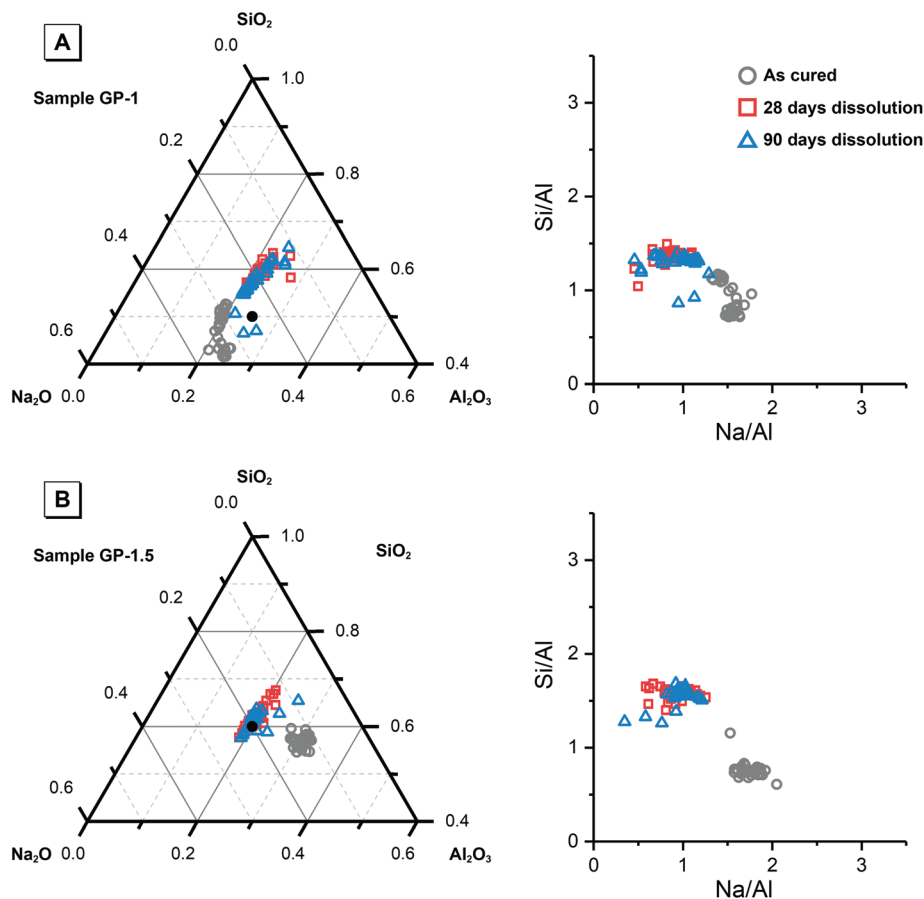 A
SiO₂
0.0
Sample GP-1
1.0
0.2
0.8
0.4
0.6
0.6
0.4
Na₂O 0.0 0.2 0.4 0.6 Al₂O₃
As cured
28 days dissolution
90 days dissolution
3
2
1
0
Si/Al
0 1 2 3
Na/Al
B
SiO₂
0.0
Sample GP-1.5
1.0
SiO₂
0.2
0.8
0.4
0.6
0.6
0.4
Na₂O 0.0 0.2 0.4 0.6 Al₂O₃
3
2
1
0
Si/Al
0 1 2 3
Na/Al